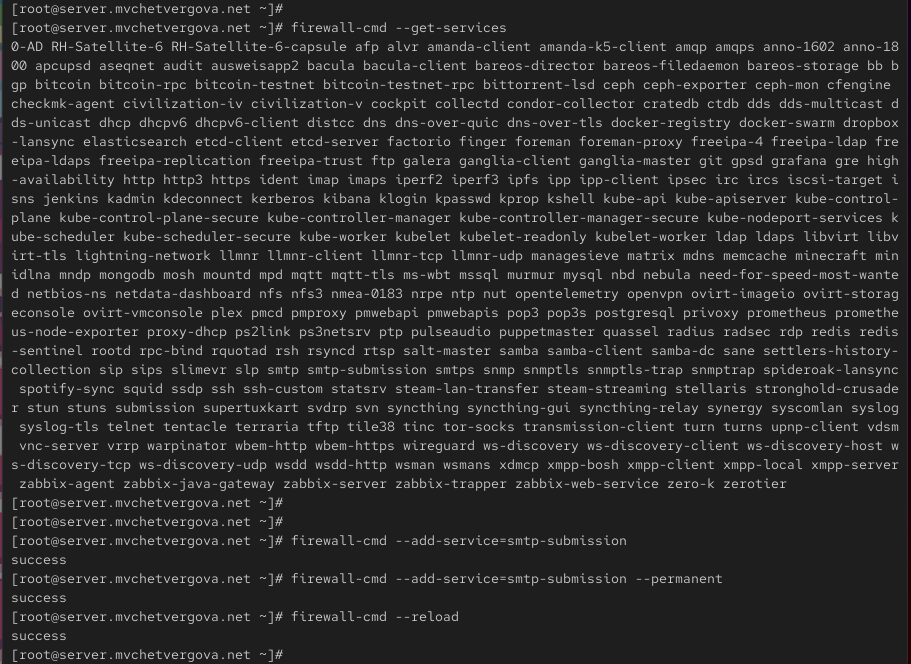 [root@server.mvchetvergova.net ~]#
[root@server.mvchetvergova.net ~]# firewall-cmd --get-services
0-AD RH-Satellite-6 RH-Satellite-6-capsule afp alvr amanda-client amanda-k5-client amqp amqps anno-1602 anno-18
00 apcupsd aseqnet audit ausweisapp2 bacula bacula-client bareos-director bareos-filedaemon bareos-storage bb b
gp bitcoin bitcoin-rpc bitcoin-testnet bitcoin-testnet-rpc bittorrent-lsd ceph ceph-exporter ceph-mon cfengine
checkmk-agent civilization-iv civilization-v cockpit collectd condor-collector cratedb ctdb dds dds-multicast d
ds-unicast dhcp dhcpv6 dhcpv6-client distcc dns dns-over-quic dns-over-tls docker-registry docker-swarm dropbox
-lansync elasticsearch etcd-client etcd-server factorio finger foreman foreman-proxy freeipa-4 freeipa-ldap fre
eipa-ldaps freeipa-replication freeipa-trust ftp galera ganglia-client ganglia-master git gpsd grafana gre high
-availability http http3 https ident imap imaps iperf2 iperf3 ipfs ipp ipp-client ipsec irc ircs iscsi-target i
sns jenkins kadmin kdeconnect kerberos kibana klogin kpasswd kprop kshell kube-api kube-apiserver kube-control-
plane kube-control-plane-secure kube-controller-manager kube-controller-manager-secure kube-nodeport-services k
ube-scheduler kube-scheduler-secure kube-worker kubelet kubelet-readonly kubelet-worker ldap ldaps libvirt libv
irt-tls lightning-network llmnr llmnr-client llmnr-tcp llmnr-udp managesieve matrix mdns memcache minecraft min
idlna mndp mongodb mosh mountd mpd mqtt mqtt-tls ms-wbt mssql murmur mysql nbd nebula need-for-speed-most-wante
d netbios-ns netdata-dashboard nfs nfs3 nmea-0183 nrpe ntp nut opentelemetry openvpn ovirt-imageio ovirt-storag
econsole ovirt-vmconsole plex pmcd pmproxy pmwebapi pmwebapis pop3 pop3s postgresql privoxy prometheus promethe
us-node-exporter proxy-dhcp ps2link ps3netsrv ptp pulseaudio puppetmaster quassel radius radsec rdp redis redis
-sentinel rootd rpc-bind rquotad rsh rsyncd rtsp salt-master samba samba-client samba-dc sane settlers-history-
collection sip sips slimevr slp smtp smtp-submission smtps snmp snmptls snmptls-trap snmptrap spideroak-lansync
spotify-sync squid ssdp ssh ssh-custom statsrv steam-lan-transfer steam-streaming stellaris stronghold-crusade
r stun stuns submission supertuxkart svdrp svn syncthing syncthing-gui syncthing-relay synergy syscomlan syslog
syslog-tls telnet tentacle terraria tftp tile38 tinc tor-socks transmission-client turn turns upnp-client vdsm
vnc-server vrrp warpinator wbem-http wbem-https wireguard ws-discovery ws-discovery-client ws-discovery-host w
s-discovery-tcp ws-discovery-udp wsdd wsdd-http wsman wsmans xdmcp xmpp-bosh xmpp-client xmpp-local xmpp-server
zabbix-agent zabbix-java-gateway zabbix-server zabbix-trapper zabbix-web-service zero-k zerotier
[root@server.mvchetvergova.net ~]#
[root@server.mvchetvergova.net ~]#
[root@server.mvchetvergova.net ~]# firewall-cmd --add-service=smtp-submission
success
[root@server.mvchetvergova.net ~]# firewall-cmd --add-service=smtp-submission --permanent
success
[root@server.mvchetvergova.net ~]# firewall-cmd --reload
success
[root@server.mvchetvergova.net ~]#